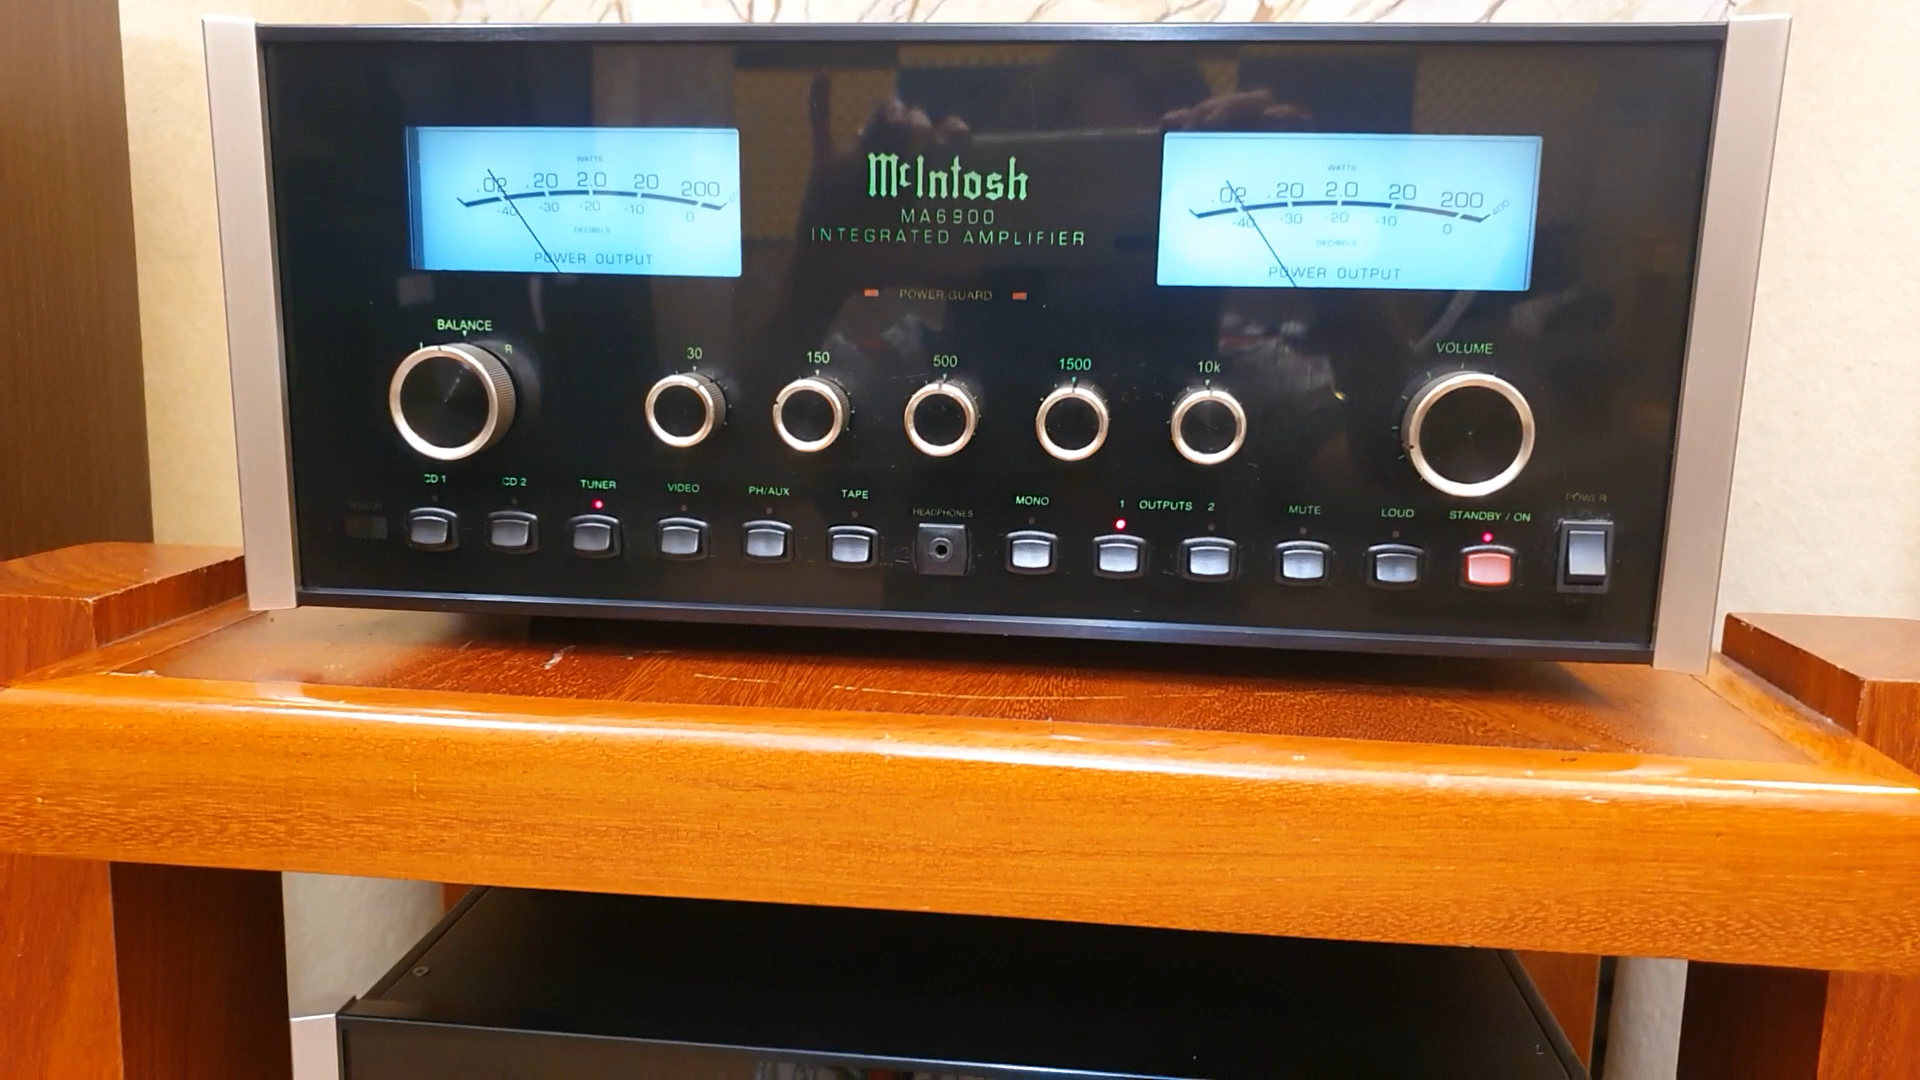 WATTS
.02 .20 2.0 20 200
-40 -30 -20 -10 0
DECIBELS
POWER OUTPUT
McIntosh
MA6900
INTEGRATED AMPLIFIER
POWER GUARD
WATTS
.02 .20 2.0 20 200 400
-40 -30 -20 -10 0
DECIBELS
POWER OUTPUT
BALANCE
L R
30
150
500
1500
10k
VOLUME
CD 1
CD 2
TUNER
VIDEO
PH/AUX
TAPE
HEADPHONES
MONO
1 OUTPUTS 2
MUTE
LOUD
STANDBY / ON
POWER